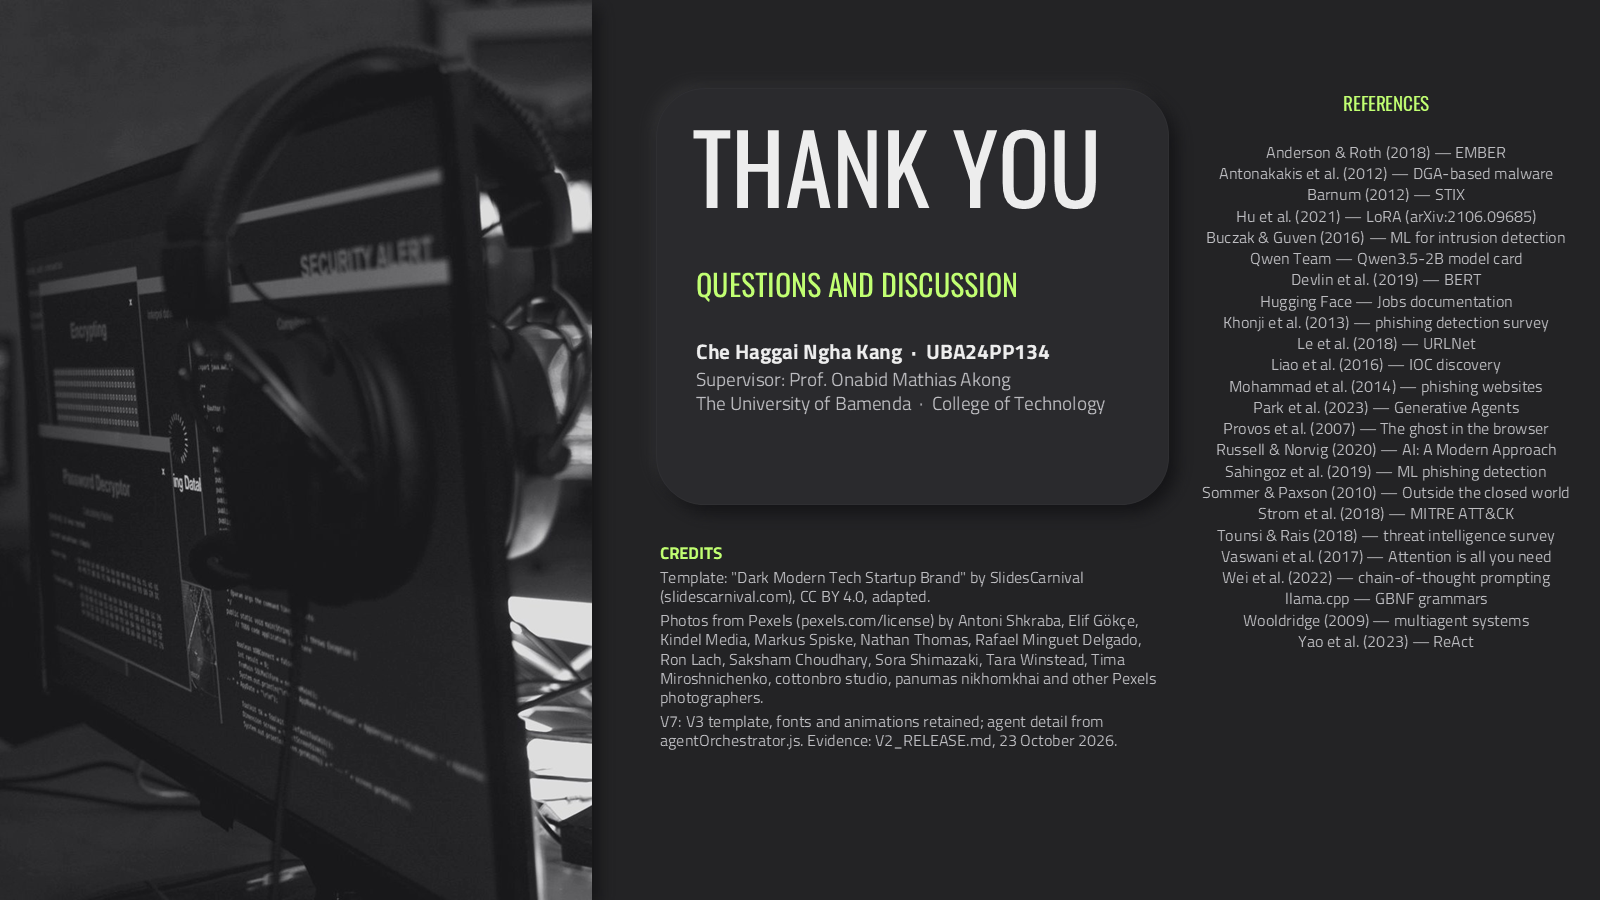 SECURITY ALERT
Encrypting
Password Decryptor
THANK YOU
QUESTIONS AND DISCUSSION
Che Haggai Ngha Kang · UBA24PP134
Supervisor: Prof. Onabid Mathias Akong
The University of Bamenda · College of Technology
CREDITS
Template: "Dark Modern Tech Startup Brand" by SlidesCarnival
(slidescarnival.com), CC BY 4.0, adapted.
Photos from Pexels (pexels.com/license) by Antoni Shkraba, Elif Gökçe,
Kindel Media, Markus Spiske, Nathan Thomas, Rafael Minguet Delgado,
Ron Lach, Saksham Choudhary, Sora Shimazaki, Tara Winstead, Tima
Miroshnichenko, cottonbro studio, panumas nikhomkhai and other Pexels
photographers.
V7: V3 template, fonts and animations retained; agent detail from
agentOrchestrator.js. Evidence: V2_RELEASE.md, 23 October 2026.
REFERENCES
Anderson & Roth (2018) — EMBER
Antonakakis et al. (2012) — DGA-based malware
Barnum (2012) — STIX
Hu et al. (2021) — LoRA (arXiv:2106.09685)
Buczak & Guven (2016) — ML for intrusion detection
Qwen Team — Qwen3.5-2B model card
Devlin et al. (2019) — BERT
Hugging Face — Jobs documentation
Khonji et al. (2013) — phishing detection survey
Le et al. (2018) — URLNet
Liao et al. (2016) — IOC discovery
Mohammad et al. (2014) — phishing websites
Park et al. (2023) — Generative Agents
Provos et al. (2007) — The ghost in the browser
Russell & Norvig (2020) — AI: A Modern Approach
Sahingoz et al. (2019) — ML phishing detection
Sommer & Paxson (2010) — Outside the closed world
Strom et al. (2018) — MITRE ATT&CK
Tounsi & Rais (2018) — threat intelligence survey
Vaswani et al. (2017) — Attention is all you need
Wei et al. (2022) — chain-of-thought prompting
llama.cpp — GBNF grammars
Wooldridge (2009) — multiagent systems
Yao et al. (2023) — ReAct